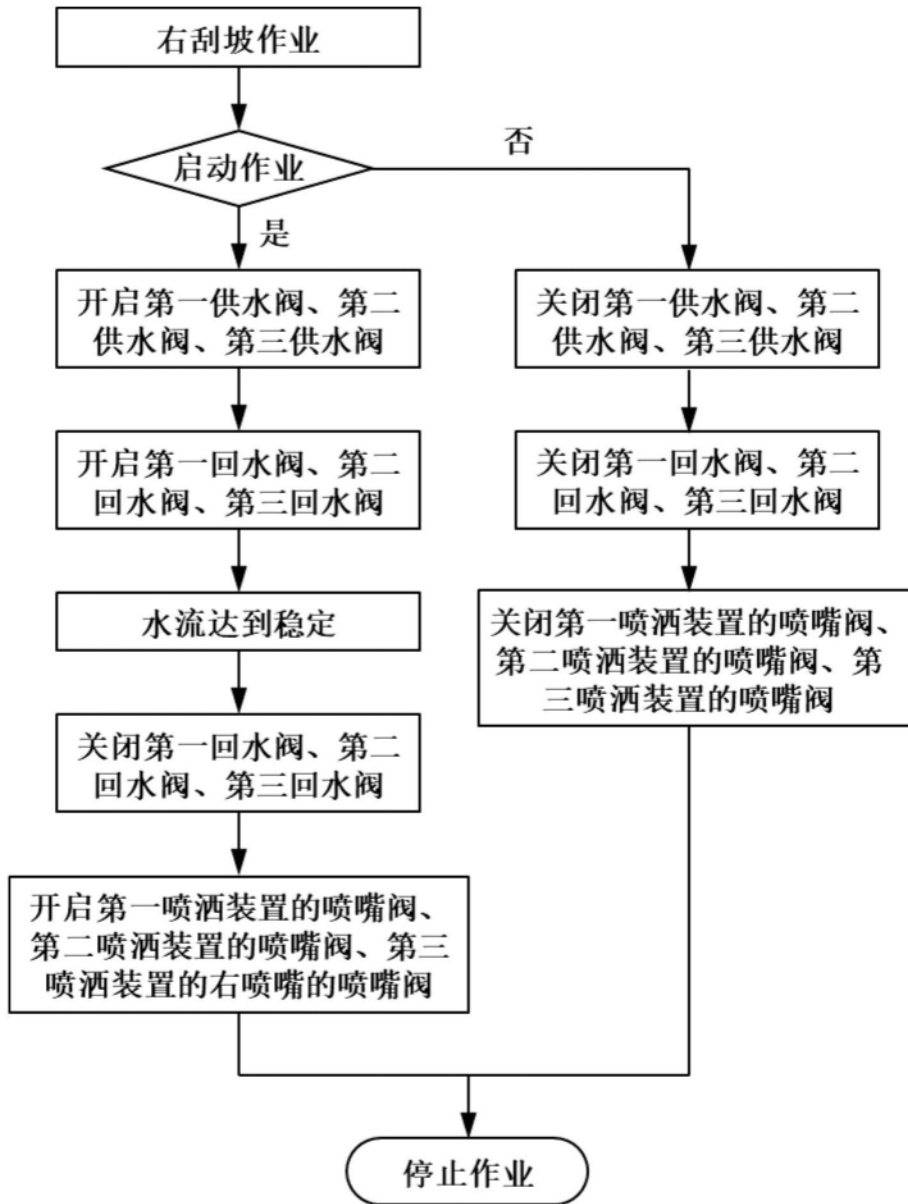 右刮坡作业
启动作业
否
是
开启第一供水阀、第二
供水阀、第三供水阀
关闭第一供水阀、第二
供水阀、第三供水阀
开启第一回水阀、第二
回水阀、第三回水阀
关闭第一回水阀、第二
回水阀、第三回水阀
水流达到稳定
关闭第一喷洒装置的喷嘴阀、
第二喷洒装置的喷嘴阀、第
三喷洒装置的喷嘴阀
关闭第一回水阀、第二
回水阀、第三回水阀
开启第一喷洒装置的喷嘴阀、
第二喷洒装置的喷嘴阀、第三
喷洒装置的右喷嘴的喷嘴阀
停止作业